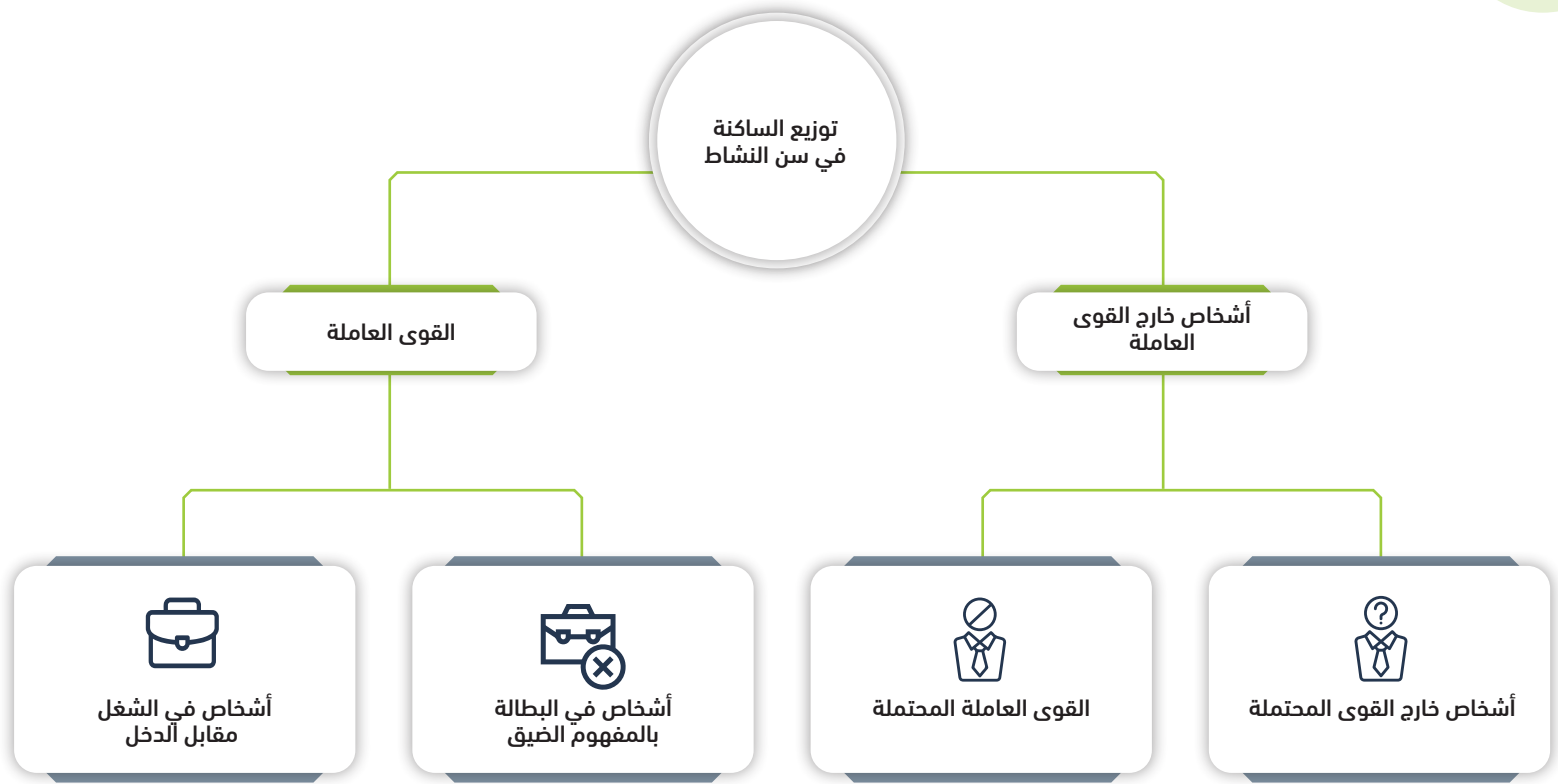 توزيع الساكنة
في سن النشاط
أشخاص خارج القوى
العاملة
القوى العاملة
أشخاص خارج القوى المحتملة
القوى العاملة المحتملة
أشخاص في البطالة
بالمفهوم الضيق
أشخاص في الشغل
مقابل الدخل